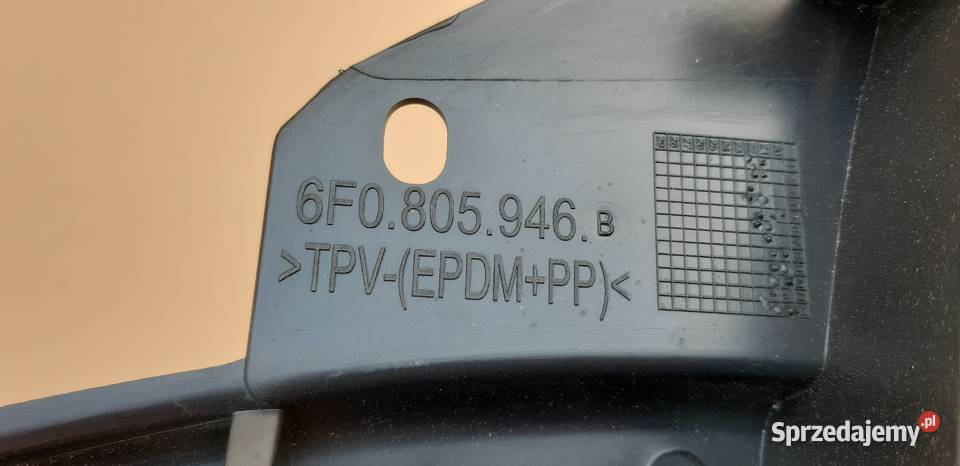 6F0.805.946.B
>TPV-(EPDM+PP)<
Sprzedajemy.pl